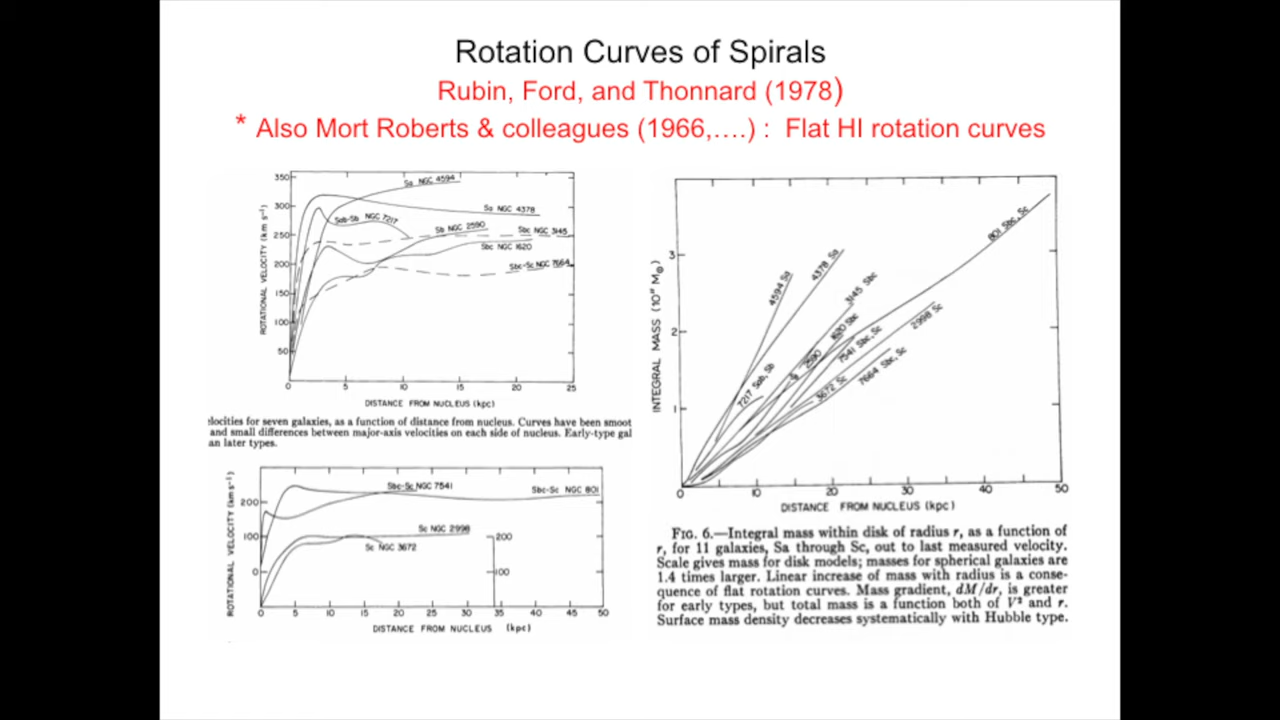 Rotation Curves of Spirals
Rubin, Ford, and Thonnard (1978)
* Also Mort Roberts & colleagues (1966,....) : Flat HI rotation curves
350
300
250
200
150
100
50
ROTATIONAL VELOCITY (km s⁻¹)
Sa NGC 4594
Sa NGC 4378
Sab-Sb NGC 7217
Sb NGC 2590
Sbc NGC 3145
Sbc NGC 1620
Sbc-Sc NGC 7664
0 5 10 15 20 25
DISTANCE FROM NUCLEUS (kpc)
elocities for seven galaxies, as a function of distance from nucleus. Curves have been smoot
and small differences between major-axis velocities on each side of nucleus. Early-type gal
an later types.
ROTATIONAL VELOCITY (km s⁻¹)
200
100
0
Sbc-Sc NGC 7541
Sbc-Sc NGC 801
Sc NGC 2998
Sc NGC 3672
200
100
0 5 10 15 20 25 30 35 40 45 50
DISTANCE FROM NUCLEUS (kpc)
INTEGRAL MASS
3
2
1
4594 Sa
4378 Sa
3145 Sbc
801 Sbc, Sc
1620 Sbc
2998 Sc
7541 Sbc, Sc
2590
7217 Sab, Sb
3672 Sc
7664 Sbc, Sc
0 10 20 30 40 50
DISTANCE FROM NUCLEUS (kpc)
FIG. 6.—Integral mass within disk of radius r, as a function of
r, for 11 galaxies, Sa through Sc, out to last measured velocity.
Scale gives mass for disk models; masses for spherical galaxies are
1.4 times larger. Linear increase of mass with radius is a conse-
quence of flat rotation curves. Mass gradient, dM/dr, is greater
for early types, but total mass is a function both of V² and r.
Surface mass density decreases systematically with Hubble type.